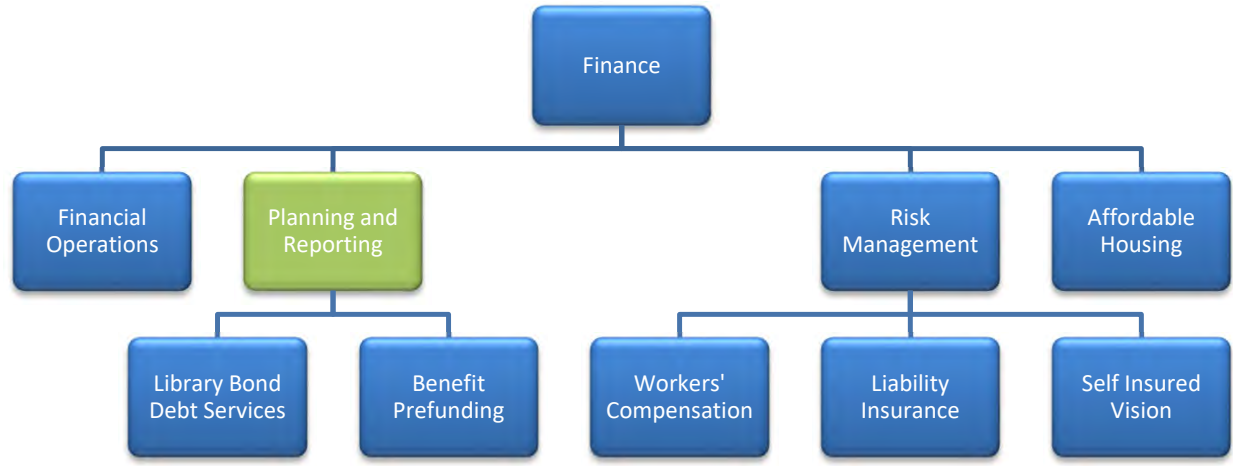 Finance
Financial
Operations
Planning and
Reporting
Risk
Management
Affordable
Housing
Library Bond
Debt Services
Benefit
Prefunding
Workers'
Compensation
Liability
Insurance
Self Insured
Vision